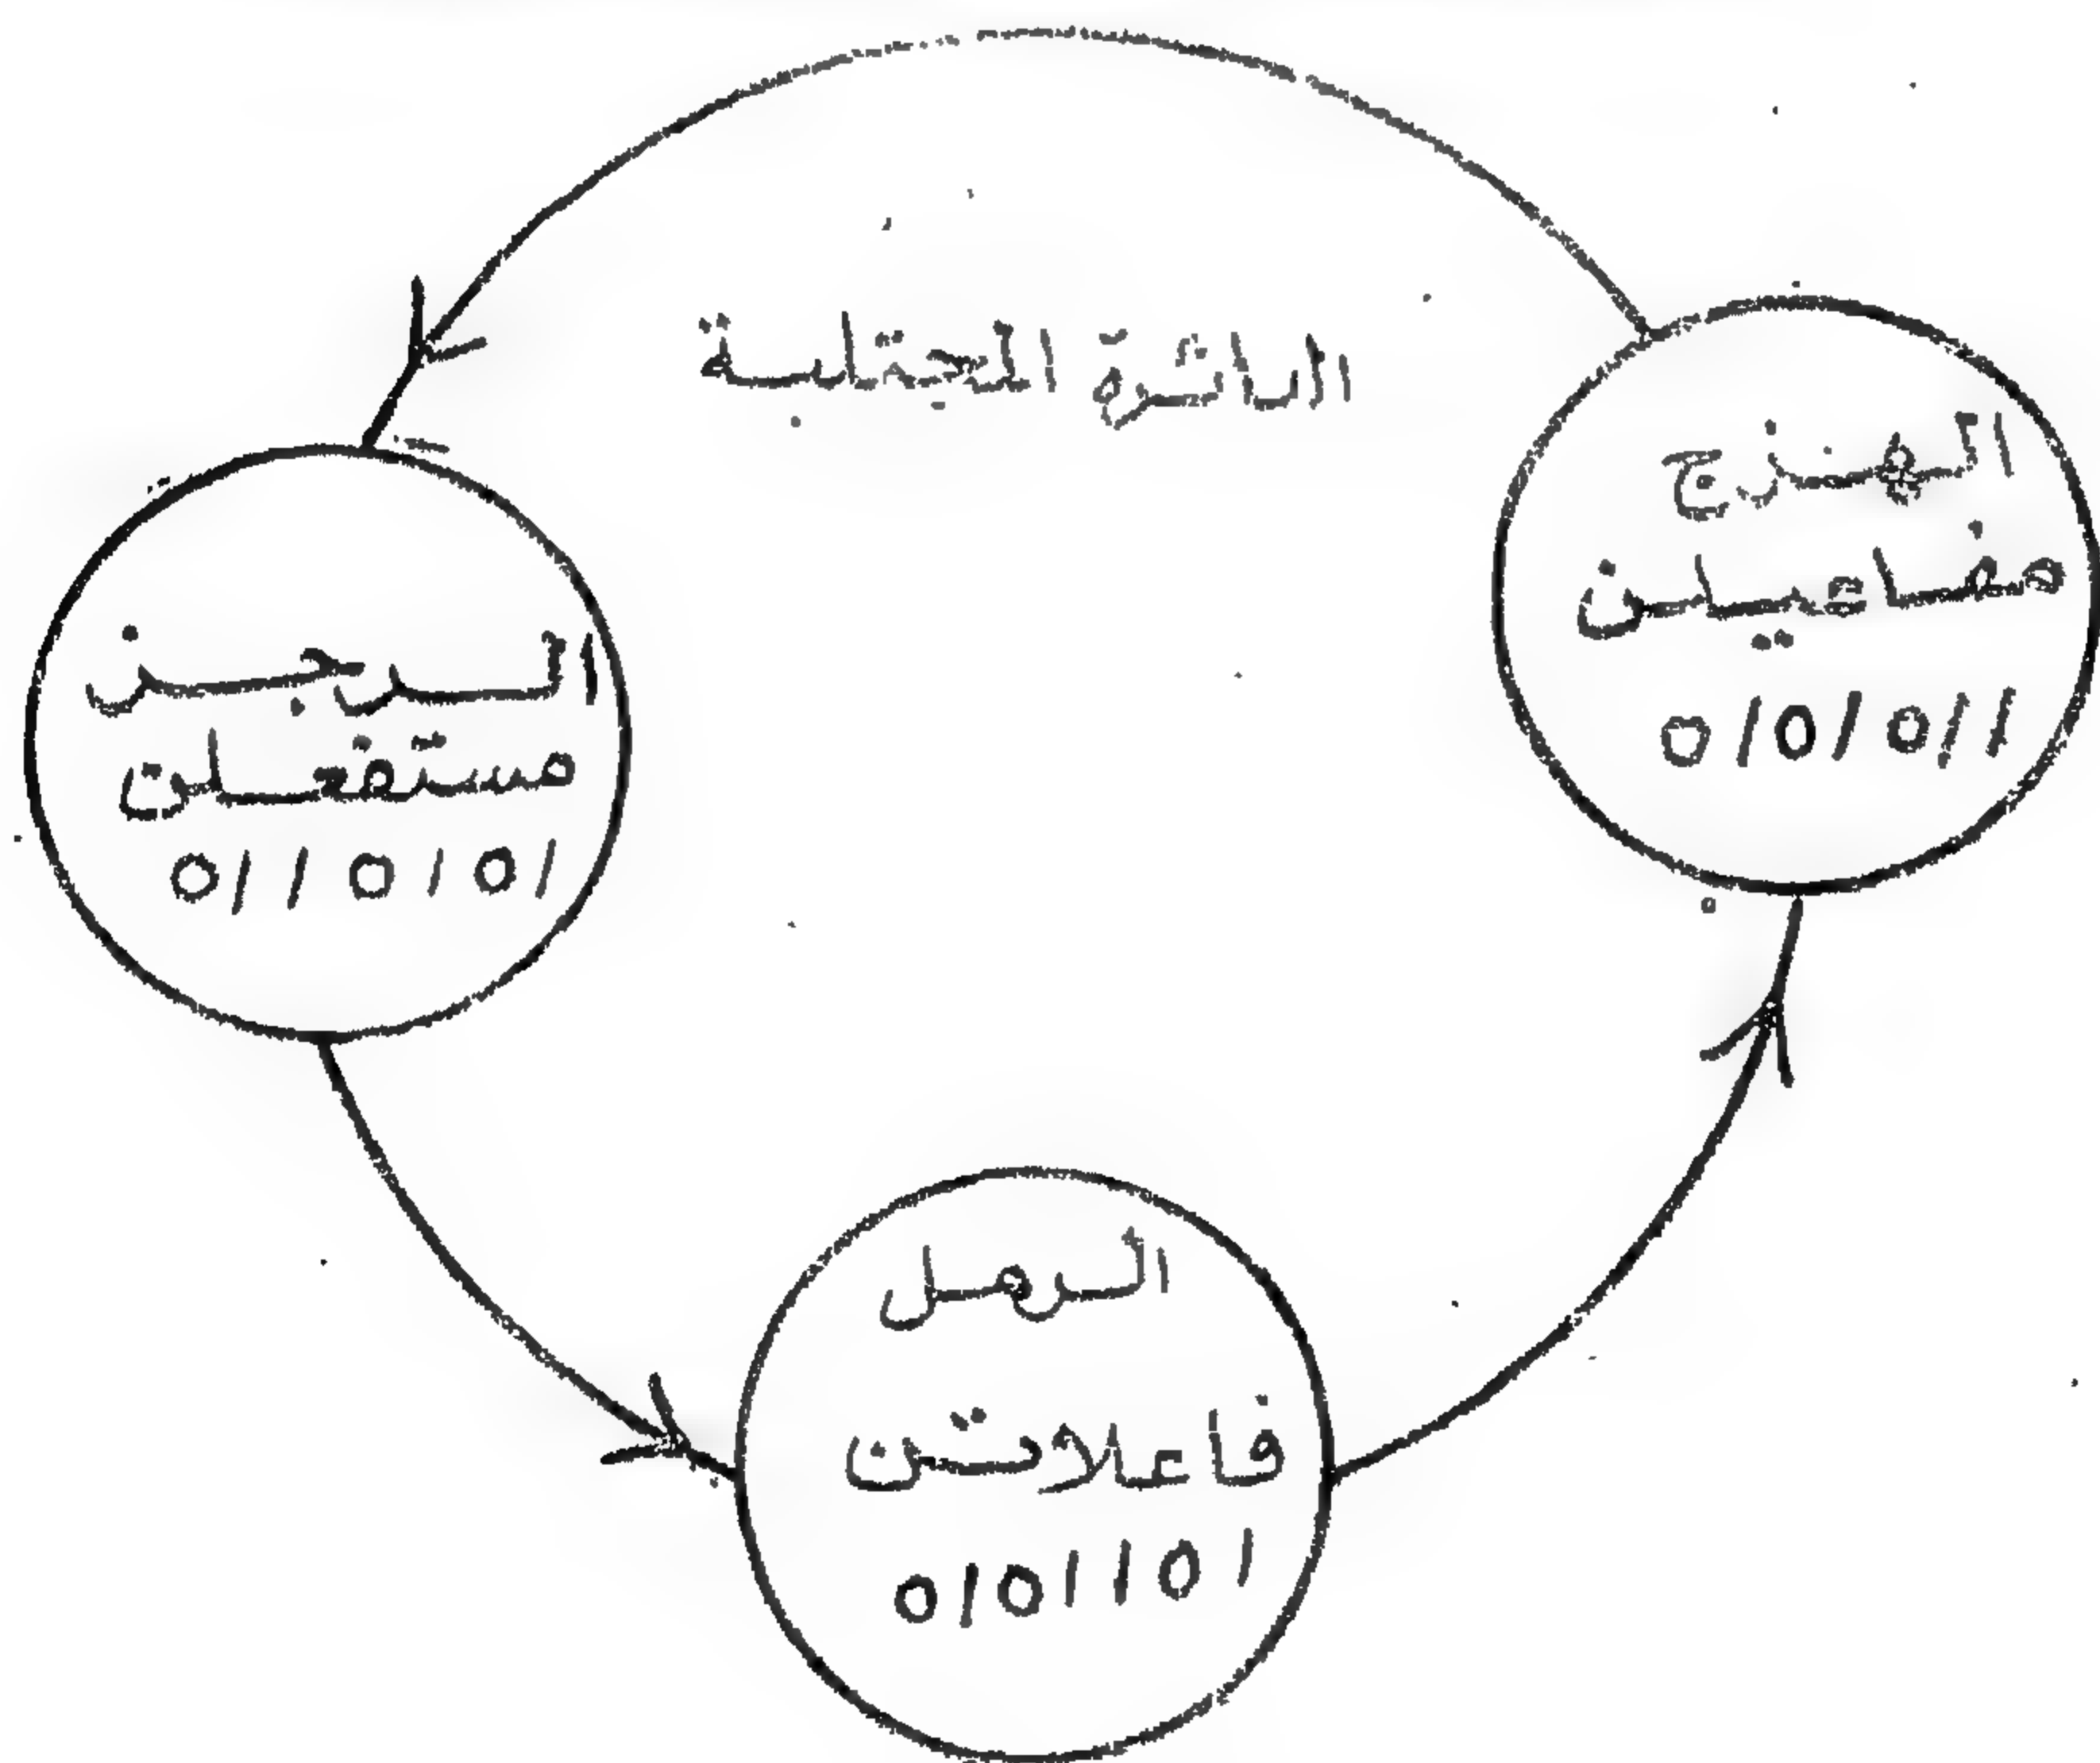 الدائرة المجتلبة
الهزج
مفاعيلن
//0/0/0
الرجز
مستفعلن
/0/0//0
الرمل
فاعلاتن
/0//0/0